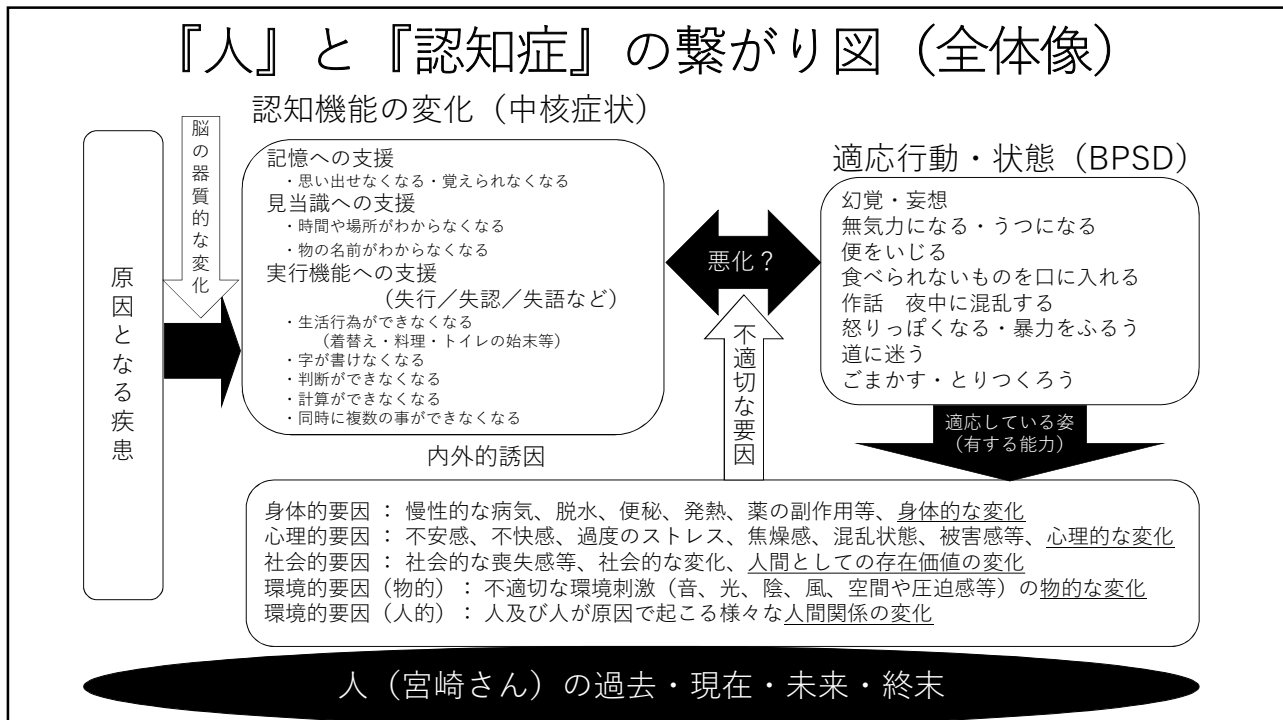 『人』と『認知症』の繋がり図（全体像）
原因となる疾患
脳の器質的な変化
認知機能の変化（中核症状）
記憶への支援
・思い出せなくなる・覚えられなくなる
見当識への支援
・時間や場所がわからなくなる
・物の名前がわからなくなる
実行機能への支援
（失行／失認／失語など）
・生活行為ができなくなる
（着替え・料理・トイレの始末等）
・字が書けなくなる
・判断ができなくなる
・計算ができなくなる
・同時に複数の事ができなくなる
悪化？
不適切な要因
適応行動・状態（BPSD）
幻覚・妄想
無気力になる・うつになる
便をいじる
食べられないものを口に入れる
作話　夜中に混乱する
怒りっぽくなる・暴力をふるう
道に迷う
ごまかす・とりつくろう
適応している姿
（有する能力）
内外的誘因
身体的要因 ： 慢性的な病気、脱水、便秘、発熱、薬の副作用等、身体的な変化
心理的要因 ： 不安感、不快感、過度のストレス、焦燥感、混乱状態、被害感等、心理的な変化
社会的要因 ： 社会的な喪失感等、社会的な変化、人間としての存在価値の変化
環境的要因（物的） ： 不適切な環境刺激（音、光、陰、風、空間や圧迫感等）の物的な変化
環境的要因（人的） ： 人及び人が原因で起こる様々な人間関係の変化
人（宮崎さん）の過去・現在・未来・終末